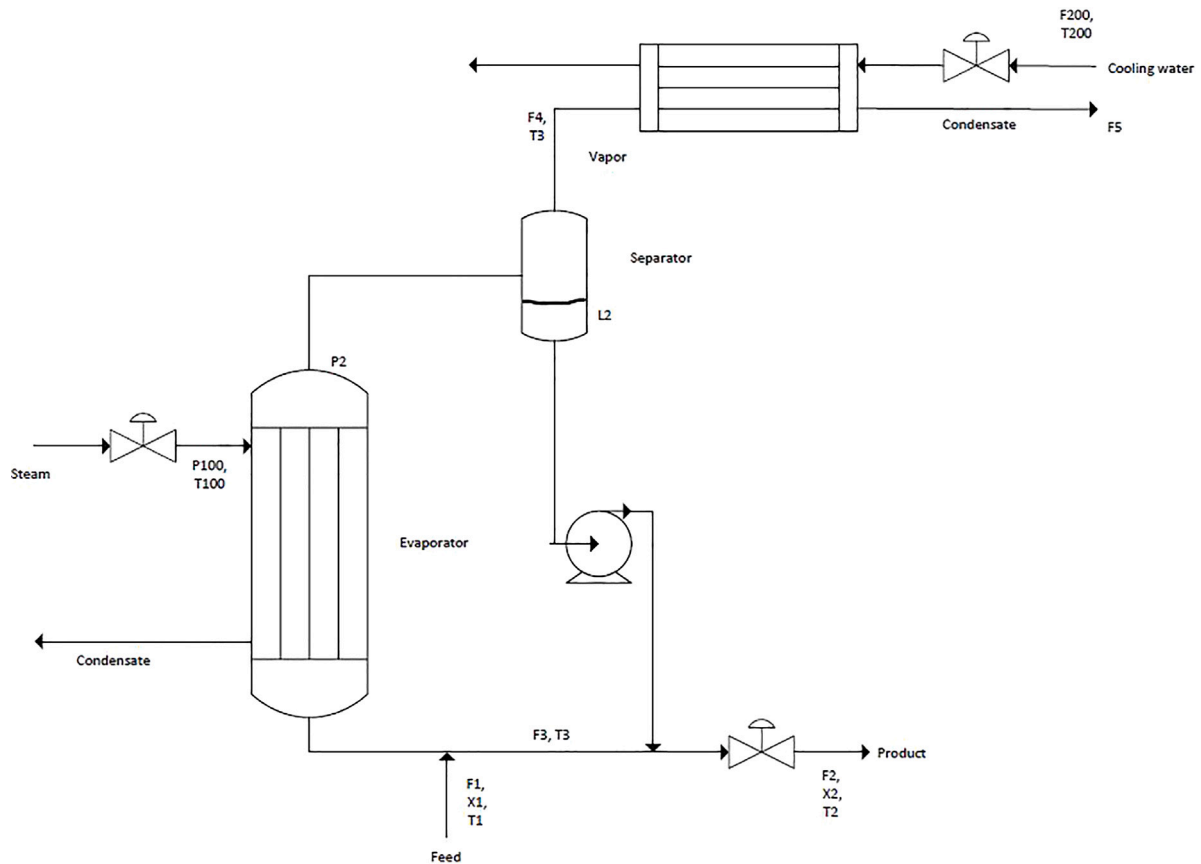 F200,
T200
Cooling water
F4,
T3
Condensate
F5
Vapor
Separator
L2
P2
Steam
P100,
T100
Evaporator
Condensate
F3, T3
Product
F1,
X1,
T1
F2,
X2,
T2
Feed